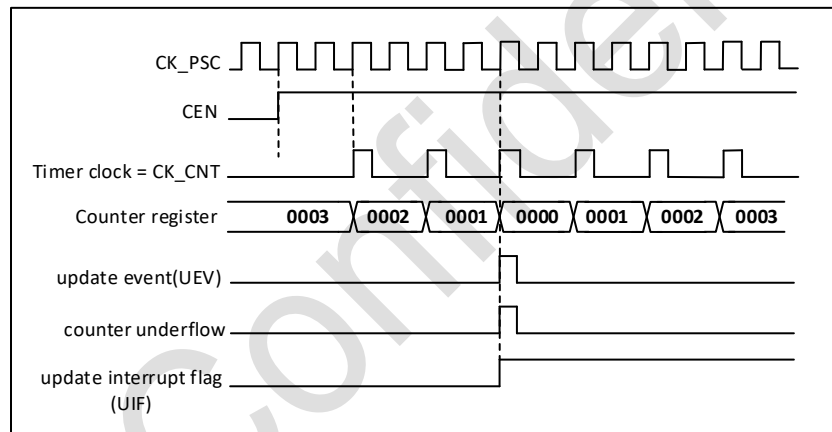 CK_PSC
CEN
Timer clock = CK_CNT
Counter register 0003 0002 0001 0000 0001 0002 0003
update event(UEV)
counter underflow
update interrupt flag
(UIF)